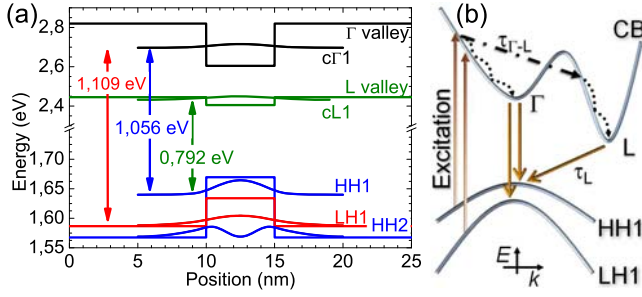 (a)
2,8
2,6
2,4
1,65
1,60
1,55
Energy (eV)
0 5 10 15 20 25
Position (nm)
Γ valley
cΓ1
1,109 eV
L valley
cL1
1,056 eV
0,792 eV
HH1
LH1
HH2
(b)
CB
τΓ-L
Γ
L
τL
Excitation
HH1
LH1
E
k